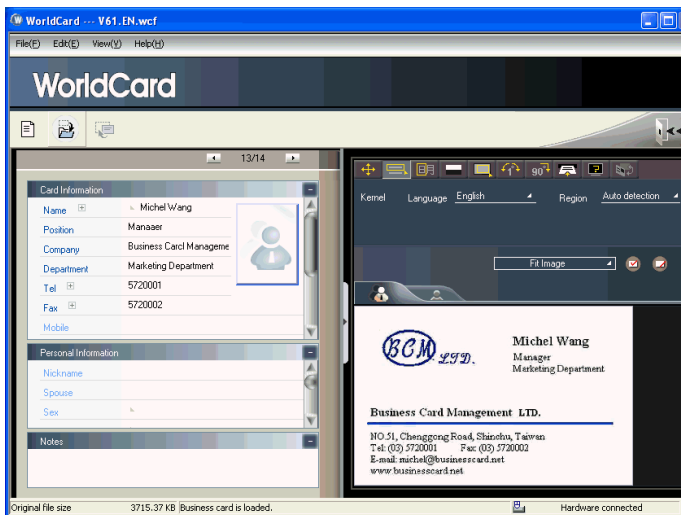 WorldCard --- V61.EN.wcf
File(F) Edit(E) View(V) Help(H)
WorldCard
13/14
Card Information
Name Michel Wang
Position Manaaer
Company Business Carcl Manageme
Department Marketing Department
Tel 5720001
Fax 5720002
Mobile
Personal Information
Nickname
Spouse
Sex
Notes
90
Kernel Language English Region Auto detection
Fit Image
BCM LTD.
Michel Wang
Manager
Marketing Department
Business Card Management LTD.
NO.51, Chenggong Road, Shinchu, Taiwan
Tel: (03) 5720001 Fax: (03) 5720002
E-mail: michel@businesscard.net
www.businesscard.net
Original file size 3715.37 KB Business card is loaded. Hardware connected